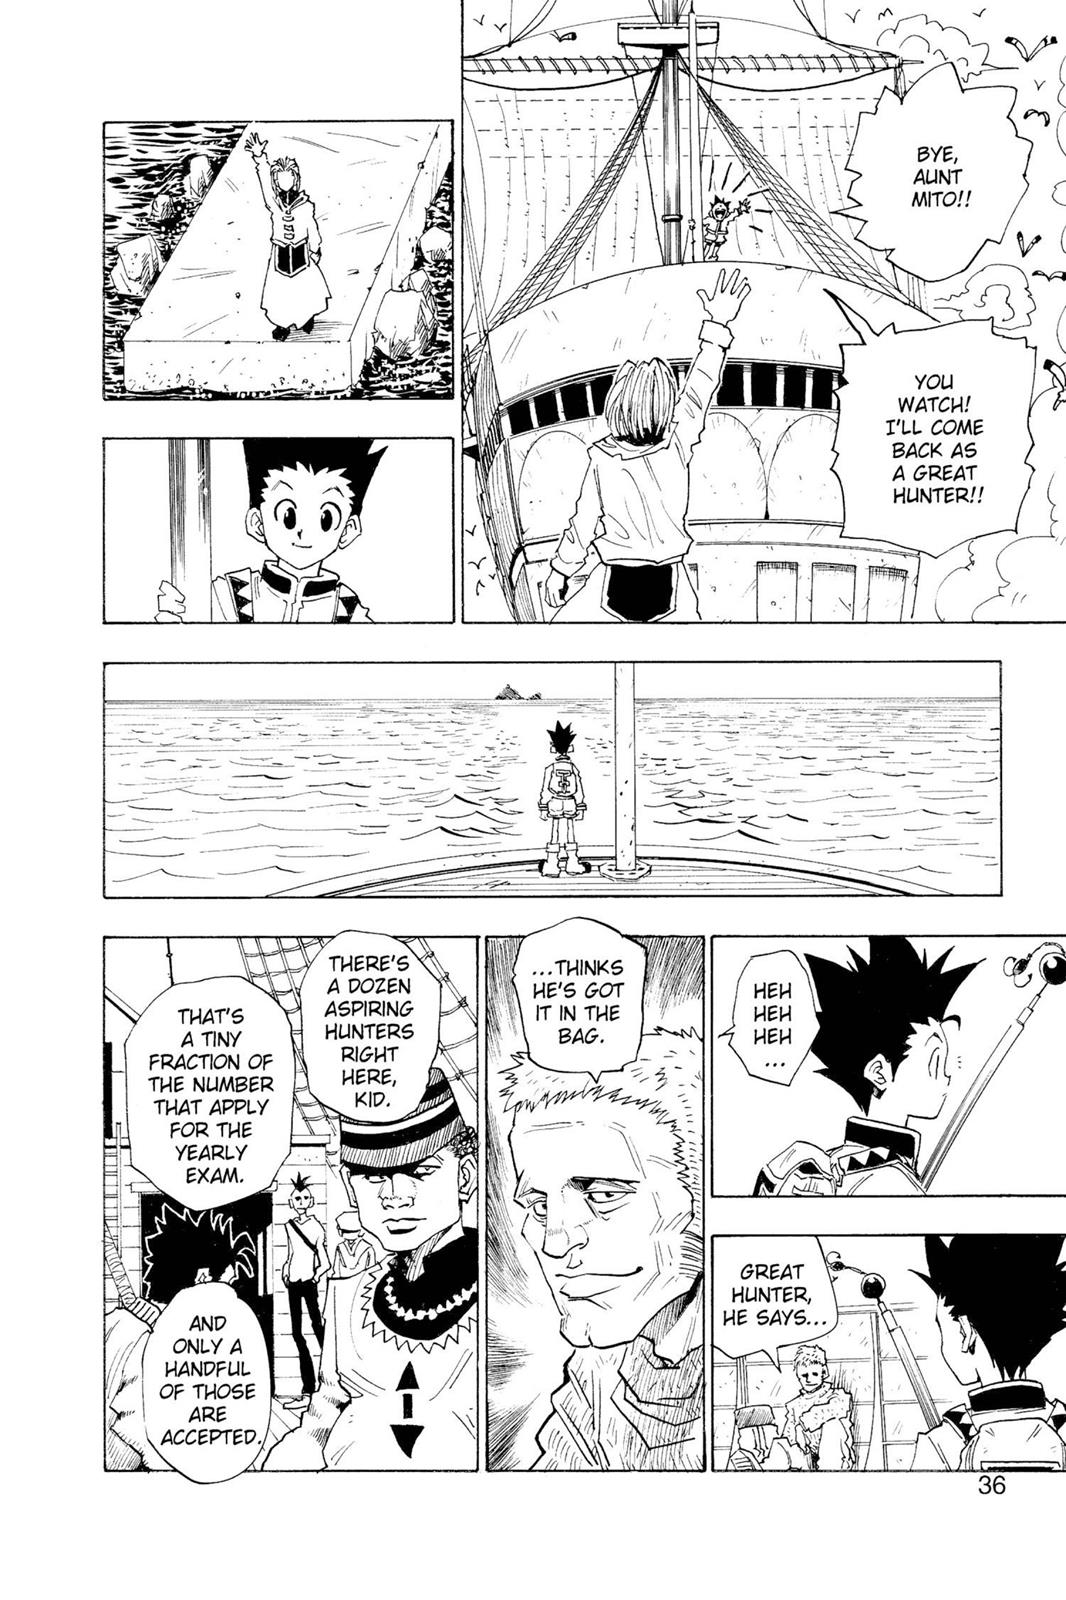 BYE,
AUNT
MITO!!
YOU
WATCH!
I'LL COME
BACK AS
A GREAT
HUNTER!!
HEH
HEH
HEH
...
GREAT
HUNTER,
HE SAYS...
...THINKS
HE'S GOT
IT IN THE
BAG.
THERE'S
A DOZEN
ASPIRING
HUNTERS
RIGHT
HERE,
KID.
THAT'S
A TINY
FRACTION OF
THE NUMBER
THAT APPLY
FOR THE
YEARLY
EXAM.
AND
ONLY A
HANDFUL
OF THOSE
ARE
ACCEPTED.
36